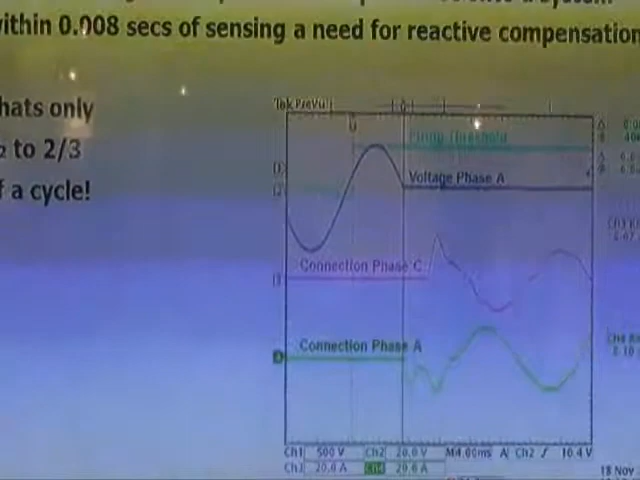 within 0.008 secs of sensing a need for reactive compensation
hats only
2 to 2/3
f a cycle!
Tek PreVu
Firing Threshold
Voltage Phase A
Connection Phase C
Connection Phase A
Ch1 500 V Ch2 20.0 V M4.00ms A Ch2 ∫ 10.4 V
Ch3 20.0 A Ch4 20.0 A
18 Nov